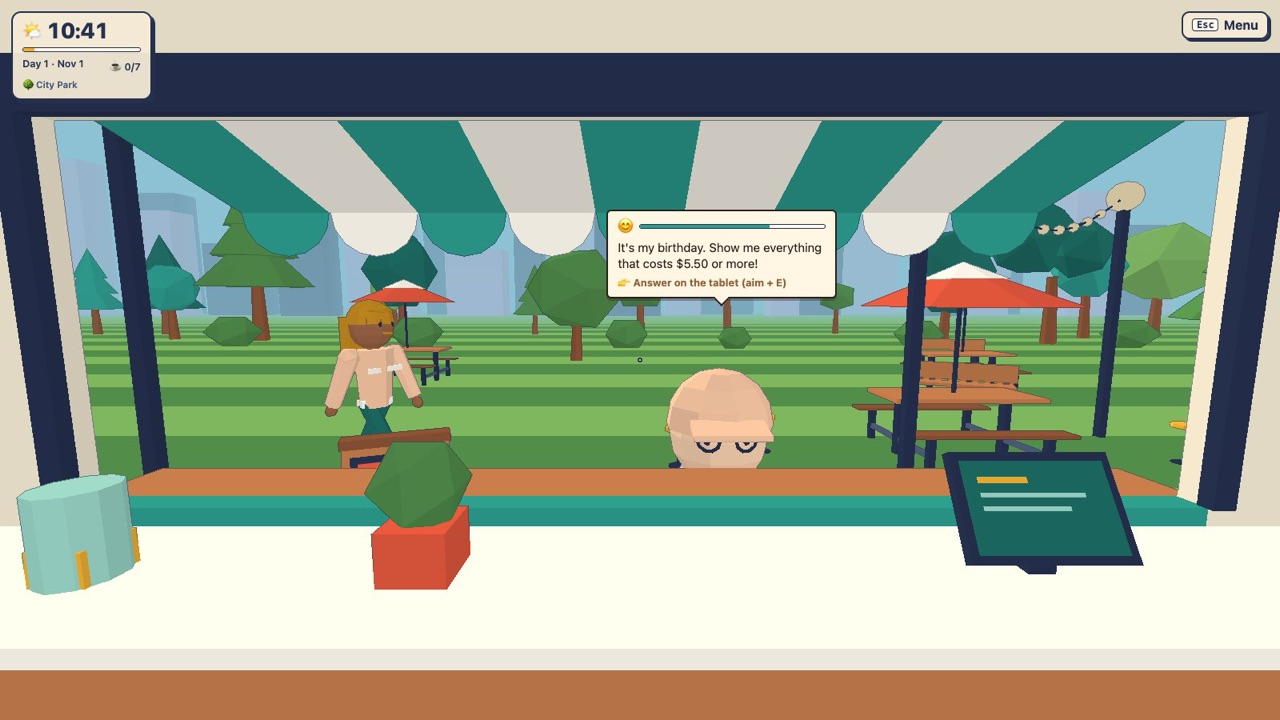 10:41
Day 1 · Nov 1
0/7
City Park
Esc Menu
It's my birthday. Show me everything
that costs $5.50 or more!
Answer on the tablet (aim + E)